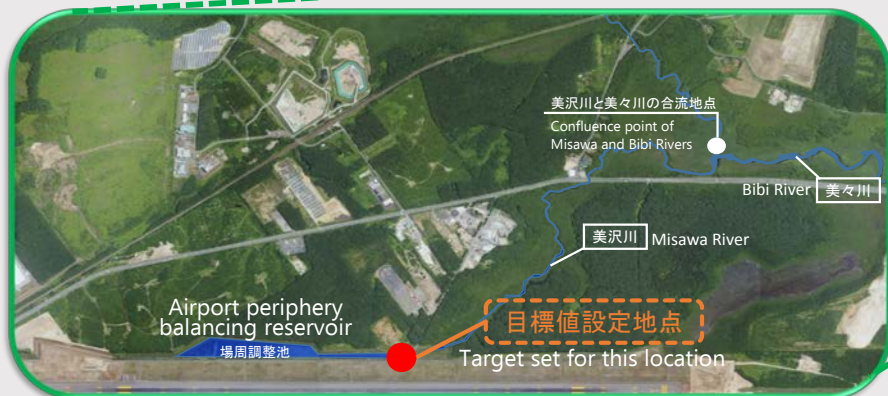 美沢川と美々川の合流地点
Confluence point of
Misawa and Bibi Rivers
Bibi River
美々川
美沢川
Misawa River
Airport periphery
balancing reservoir
場周調整池
目標値設定地点
Target set for this location